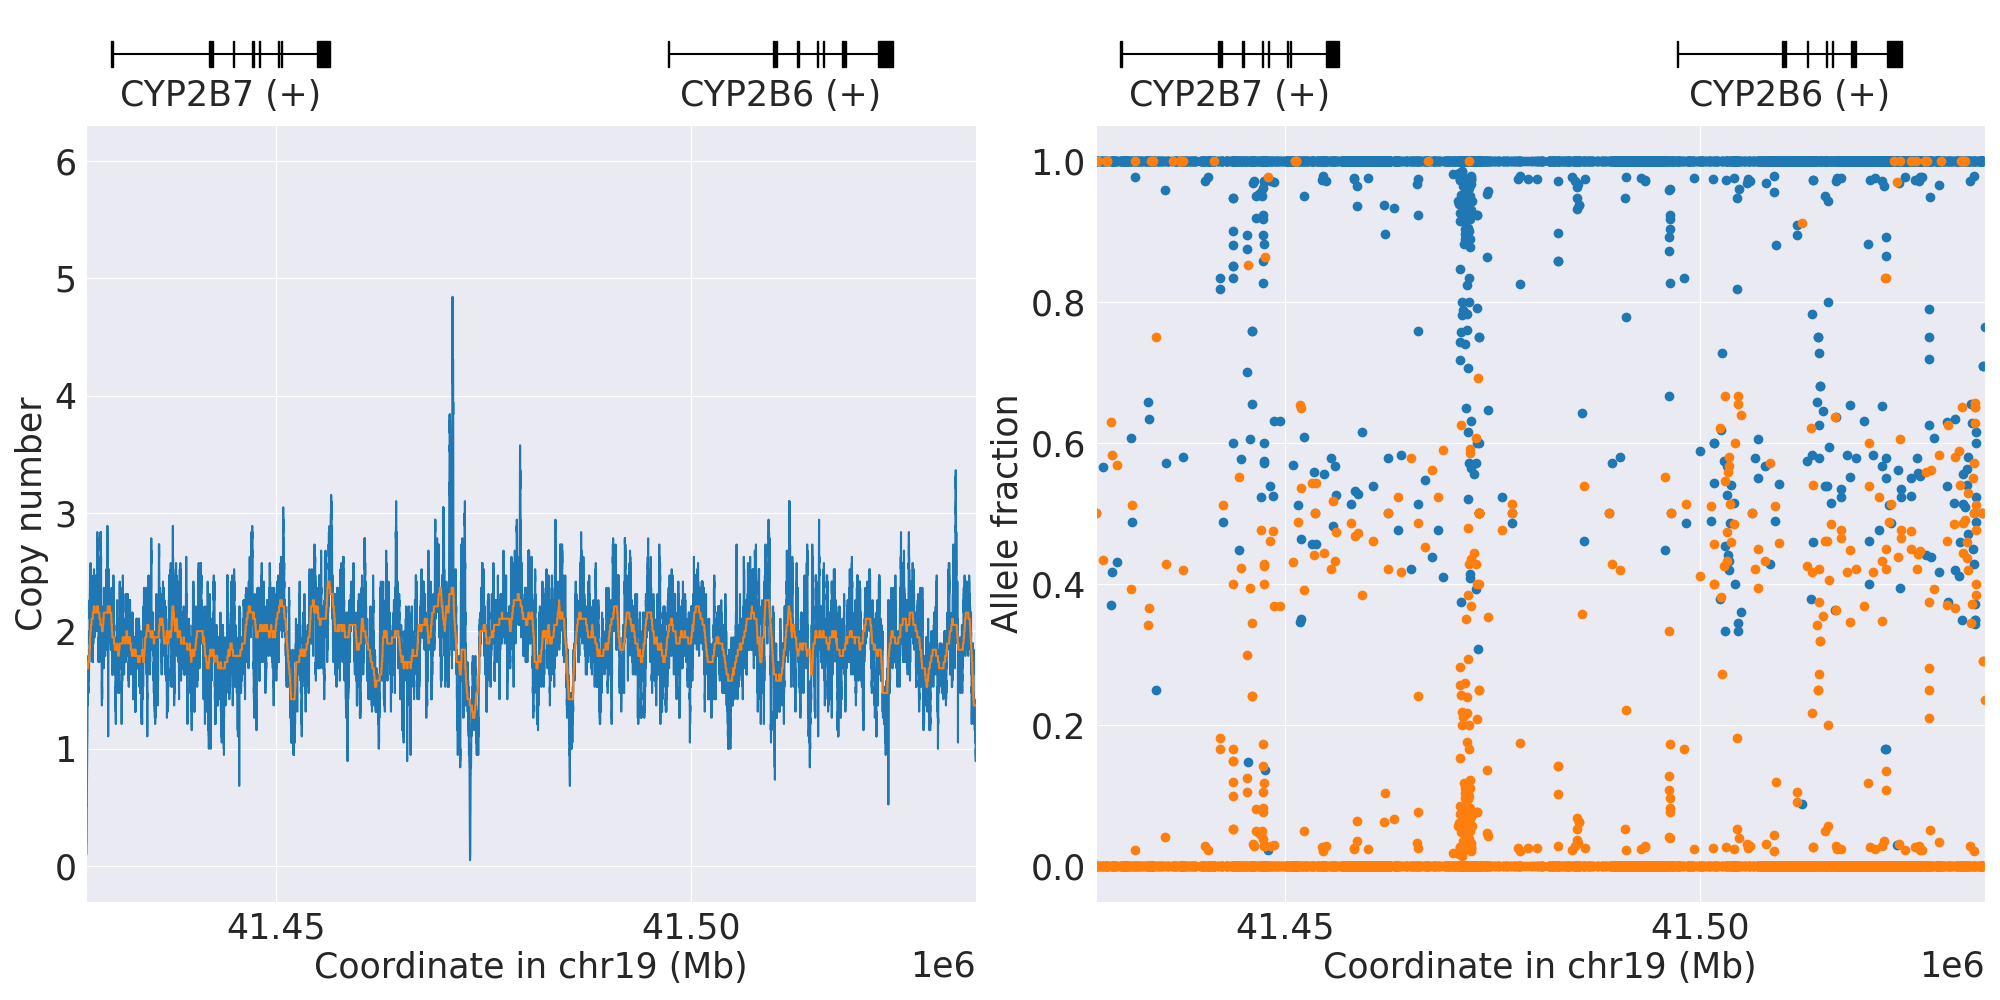 CYP2B7 (+)
CYP2B6 (+)
6
5
4
3
2
1
0
Copy number
41.45
41.50
Coordinate in chr19 (Mb)
1e6
CYP2B7 (+)
CYP2B6 (+)
1.0
0.8
0.6
0.4
0.2
0.0
Allele fraction
41.45
41.50
Coordinate in chr19 (Mb)
1e6